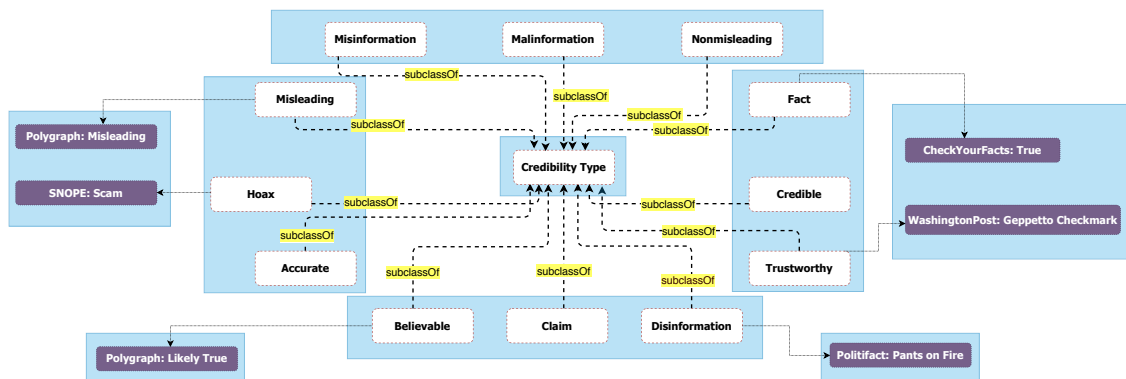 Misinformation
Malinformation
Nonmisleading
subclassOf
subclassOf
subclassOf
Misleading
Fact
subclassOf
subclassOf
Polygraph: Misleading
CheckYourFacts: True
Credibility Type
SNOPE: Scam
Hoax
Credible
subclassOf
subclassOf
WashingtonPost: Geppetto Checkmark
subclassOf
subclassOf
Accurate
Trustworthy
subclassOf
subclassOf
subclassOf
Believable
Claim
Disinformation
Polygraph: Likely True
Politifact: Pants on Fire